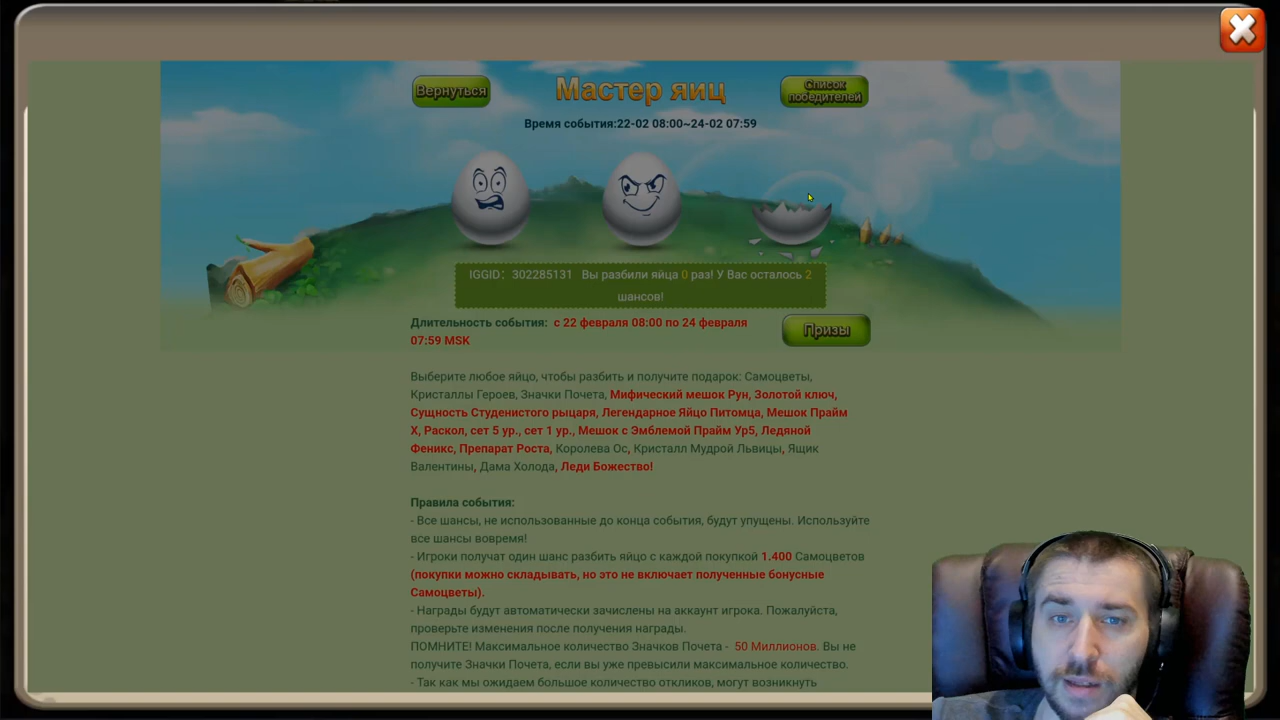 Вернуться
Мастер яиц
Список
победителей
Время события:22-02 08:00~24-02 07:59
IGGID： 302285131 Вы разбили яйца 0 раз! У Вас осталось 2
шансов!
Длительность события: с 22 февраля 08:00 по 24 февраля
07:59 MSK
Призы
Выберите любое яйцо, чтобы разбить и получите подарок: Самоцветы,
Кристаллы Героев, Значки Почета, Мифический мешок Рун, Золотой ключ,
Сущность Студенистого рыцаря, Легендарное Яйцо Питомца, Мешок Прайм
X, Раскол, сет 5 ур., сет 1 ур., Мешок с Эмблемой Прайм Ур5, Ледяной
Феникс, Препарат Роста, Королева Ос, Кристалл Мудрой Львицы, Ящик
Валентины, Дама Холода, Леди Божество!
Правила события:
- Все шансы, не использованные до конца события, будут упущены. Используйте
все шансы вовремя!
- Игроки получат один шанс разбить яйцо с каждой покупкой 1.400 Самоцветов
(покупки можно складывать, но это не включает полученные бонусные
Самоцветы).
- Награды будут автоматически зачислены на аккаунт игрока. Пожалуйста,
проверьте изменения после получения награды.
ПОМНИТЕ! Максимальное количество Значков Почета - 50 Миллионов. Вы не
получите Значки Почета, если вы уже превысили максимальное количество.
- Так как мы ожидаем большое количество откликов, могут возникнуть